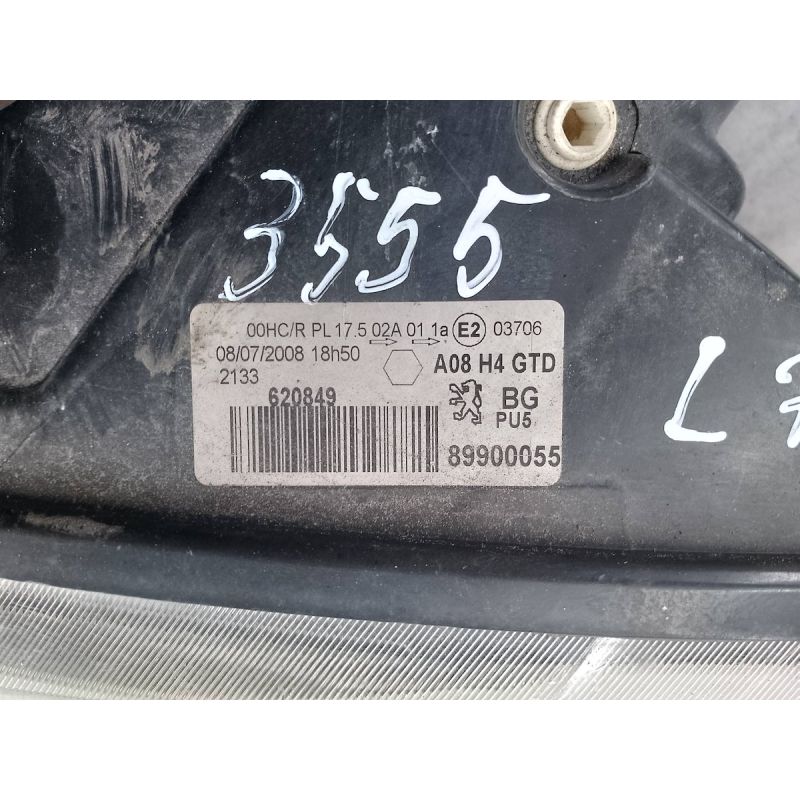 3555
00HC/R PL 17.5 02A 01 1a E2 03706
08/07/2008 18h50
A08 H4 GTD
2133
620849
BG
PU5
89900055
L